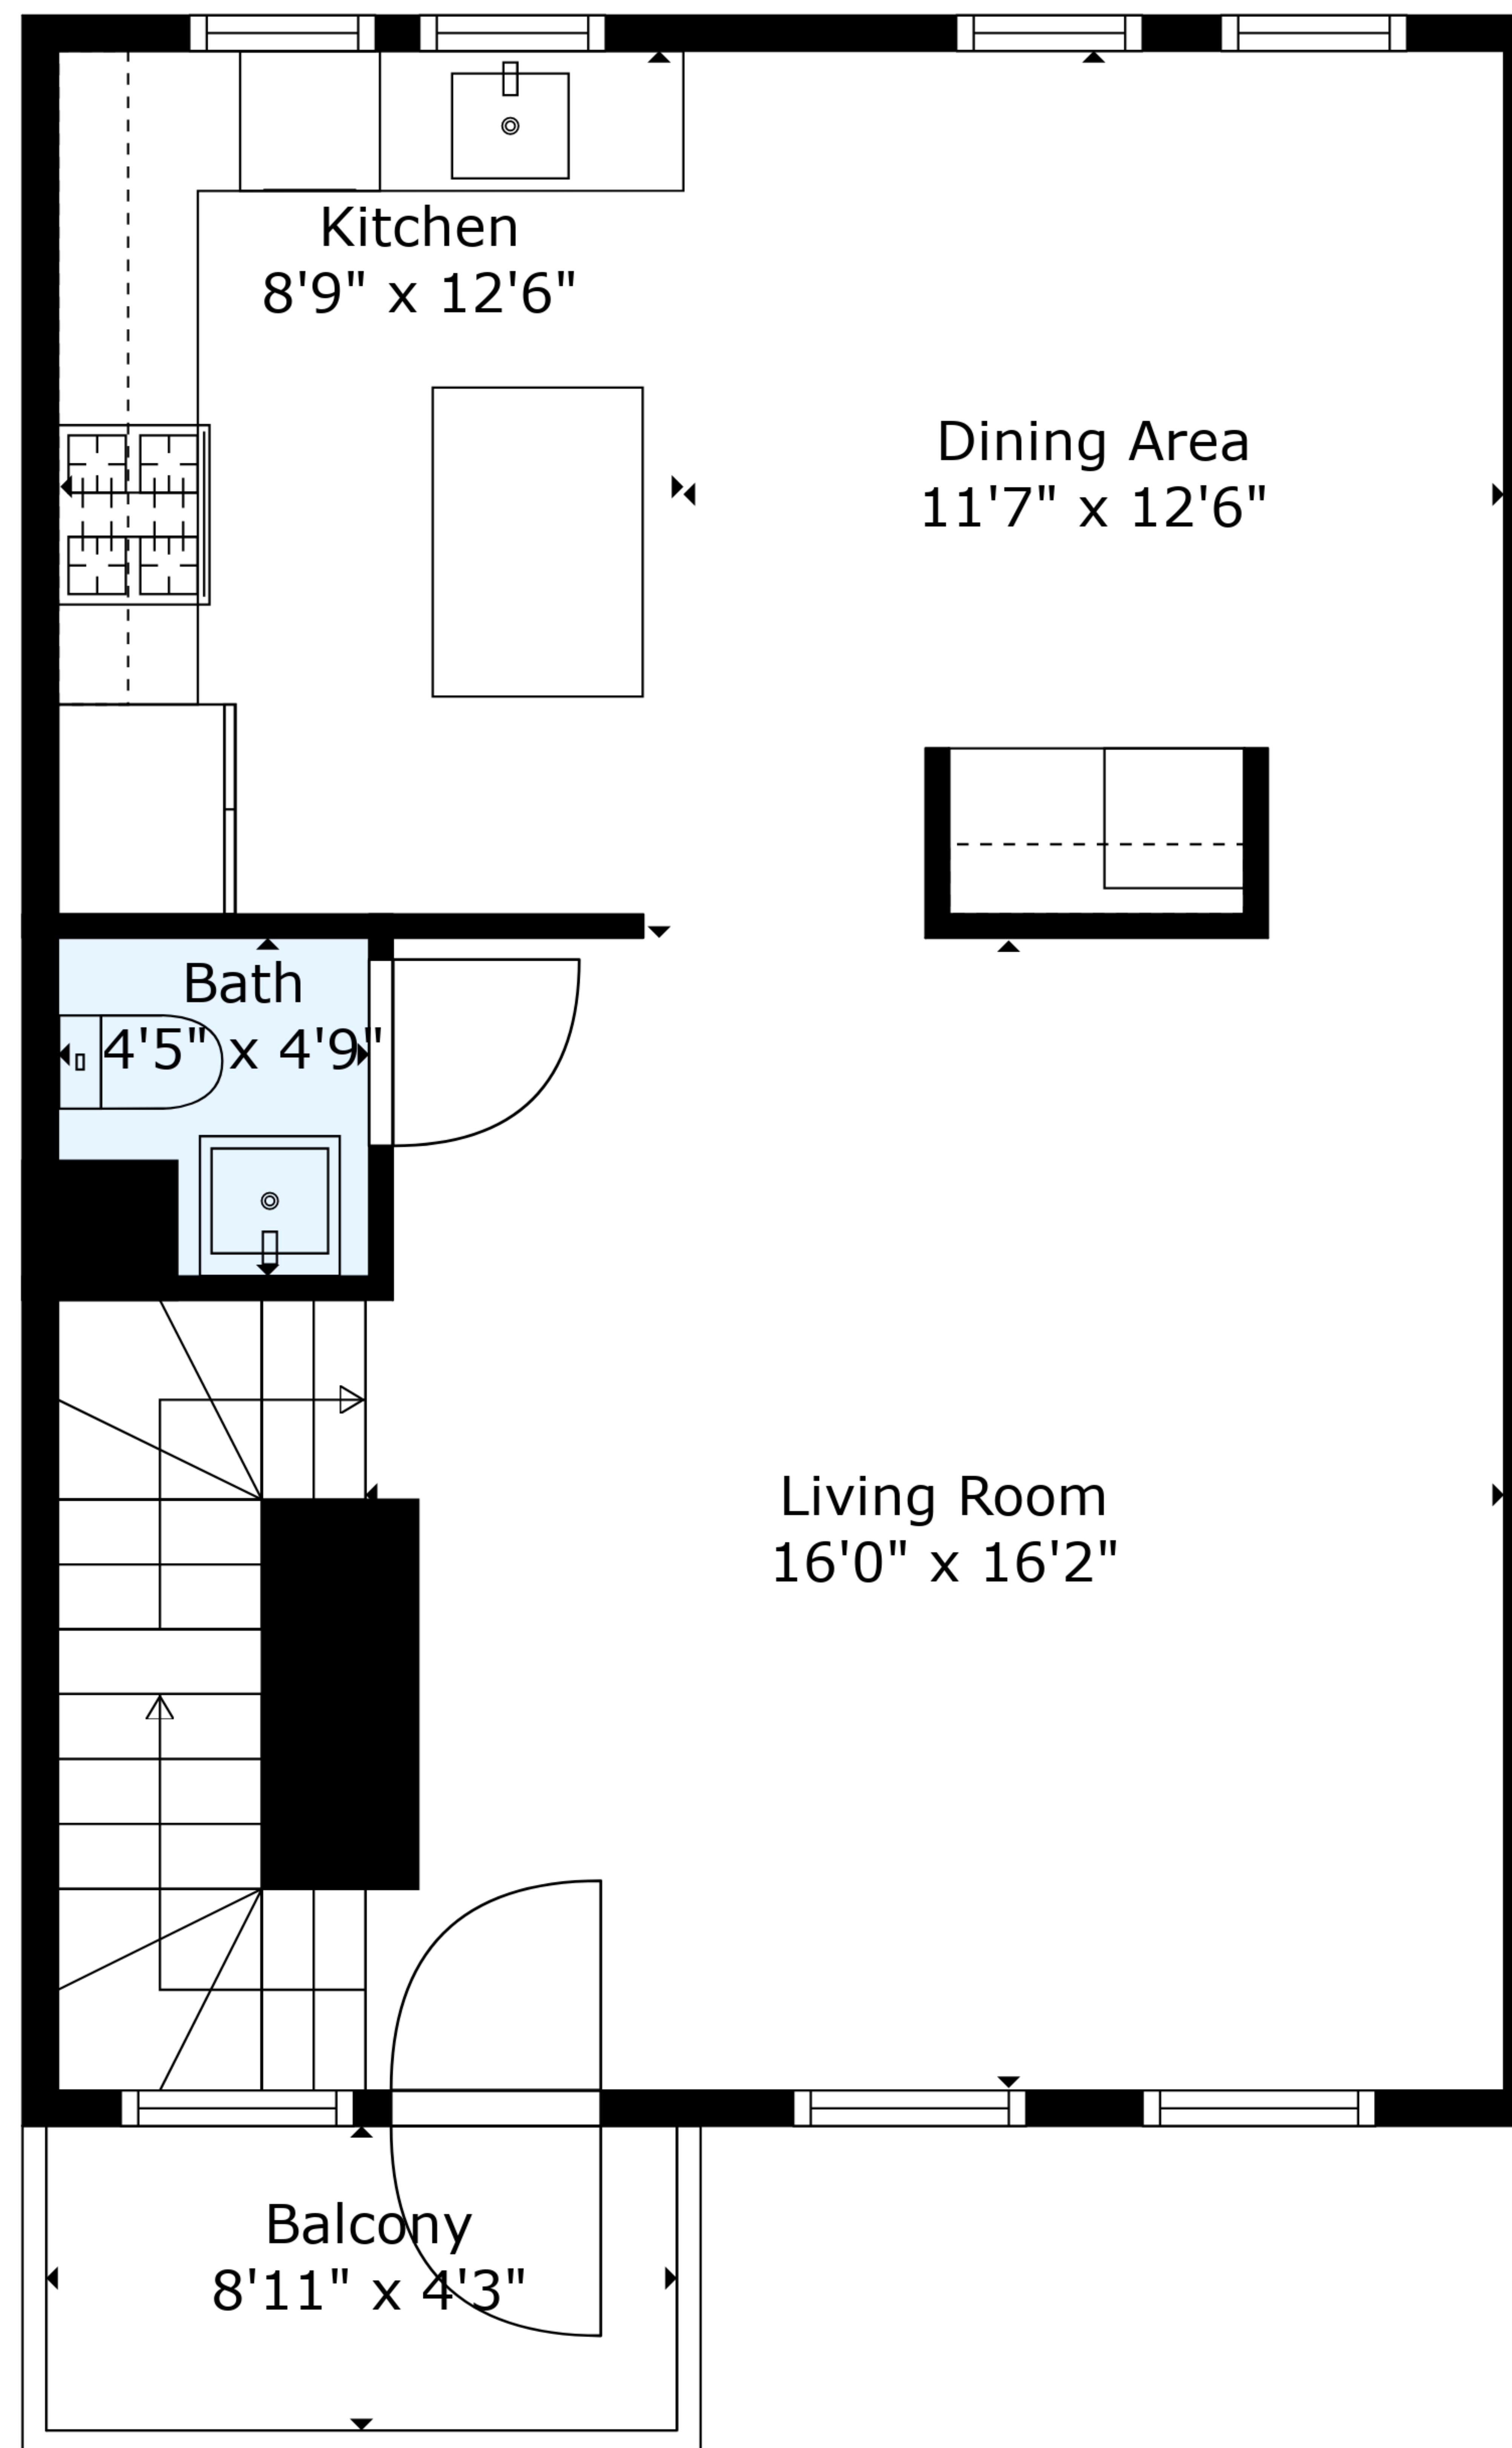 Kitchen
8'9" x 12'6"
Dining Area
11'7" x 12'6"
Bath
4'5" x 4'9"
Living Room
16'0" x 16'2"
Balcony
8'11" x 4'3"